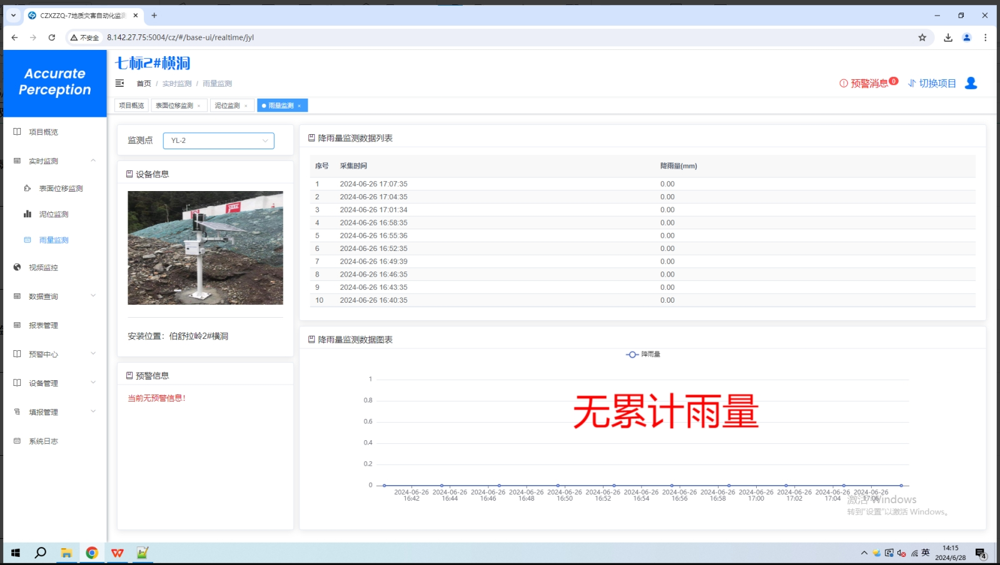 CZXZZQ-7地质灾害自动化监测
不安全
8.142.27.75:5004/cz/#/base-ui/realtime/jyl
Accurate
Perception
七标2#横洞
首页 / 实时监测 / 雨量监测
预警消息 0
切换项目
项目概览
表面位移监测 ×
泥位监测 ×
雨量监测 ×
项目概览
实时监测
表面位移监测
泥位监测
雨量监测
视频监控
数据查询
报表管理
预警中心
设备管理
填报管理
系统日志
监测点 YL-2
设备信息
安装位置：伯舒拉岭2#横洞
预警信息
当前无预警信息！
降雨量监测数据列表
序号 采集时间 降雨量(mm)
1 2024-06-26 17:07:35 0.00
2 2024-06-26 17:04:35 0.00
3 2024-06-26 17:01:34 0.00
4 2024-06-26 16:58:35 0.00
5 2024-06-26 16:55:36 0.00
6 2024-06-26 16:52:35 0.00
7 2024-06-26 16:49:39 0.00
8 2024-06-26 16:46:35 0.00
9 2024-06-26 16:43:35 0.00
10 2024-06-26 16:40:35 0.00
降雨量监测数据图表
降雨量
无累计雨量
1
0.8
0.6
0.4
0.2
0
2024-06-26 2024-06-26 2024-06-26 2024-06-26 2024-06-26 2024-06-26 2024-06-26 2024-06-26 2024-06-26 2024-06-26 2024-06-26 2024-06-26 2024-06-26
16:42 16:44 16:46 16:48 16:50 16:52 16:54 16:56 16:58 17:00 17:02 17:04 17:06
激活 Windows
转到"设置"以激活 Windows。
英
14:15
2024/6/28
4